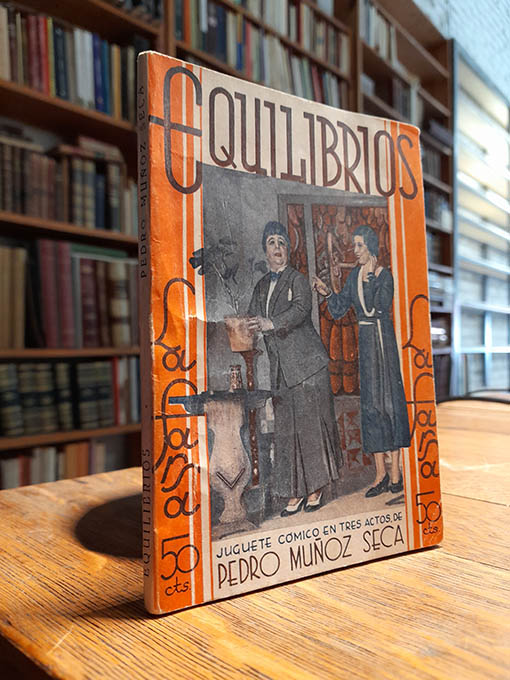 EQUILIBRIOS
La Farsa
50
cts.
La Farsa
50
cts.
JUGUETE CÓMICO EN TRES ACTOS, DE
PEDRO MUÑOZ SECA
EQUILIBRIOS - PEDRO MUÑOZ SECA